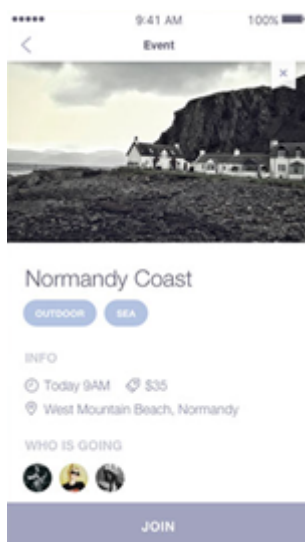 9:41 AM 100%
Event
Normandy Coast
OUTDOOR SEA
INFO
Today 9AM $35
West Mountain Beach, Normandy
WHO IS GOING
JOIN